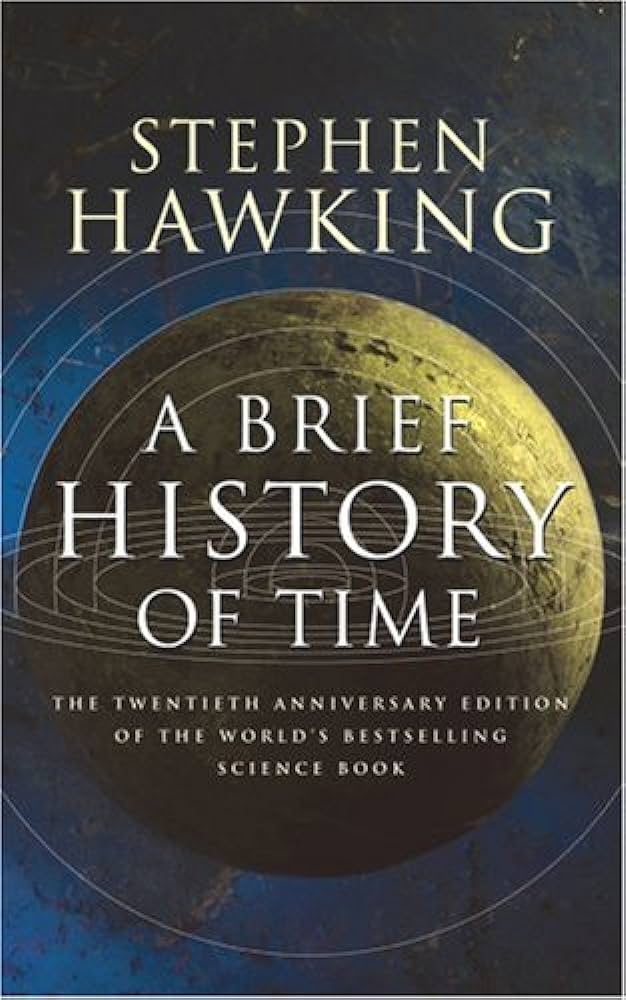 STEPHEN
HAWKING
A BRIEF
HISTORY
OF TIME
THE TWENTIETH ANNIVERSARY EDITION
OF THE WORLD'S BESTSELLING
SCIENCE BOOK